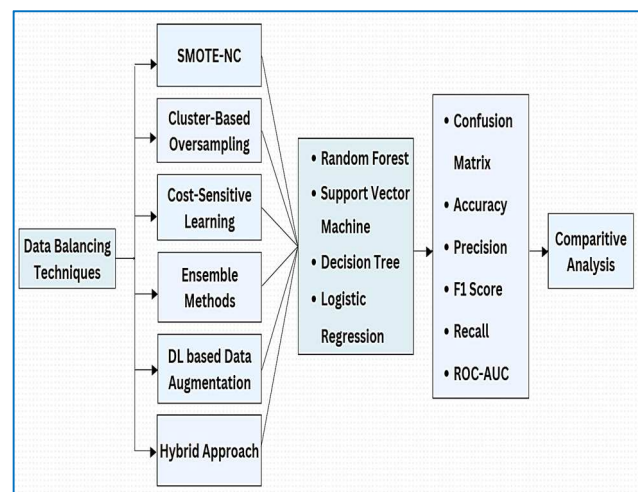 Data Balancing
Techniques
SMOTE-NC
Cluster-Based
Oversampling
Cost-Sensitive
Learning
Ensemble
Methods
DL based Data
Augmentation
Hybrid Approach
• Random Forest
• Support Vector
Machine
• Decision Tree
• Logistic
Regression
• Confusion
Matrix
• Accuracy
• Precision
• F1 Score
• Recall
• ROC-AUC
Comparitive
Analysis